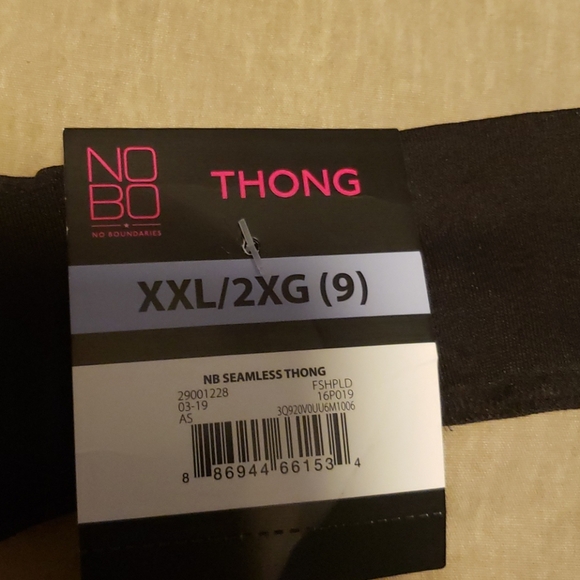 NO
BO
NO BOUNDARIES
THONG
XXL/2XG (9)
NB SEAMLESS THONG
29001228 FSHPLD
03-19 16P019
AS 3Q920V0UU6M1006
8 86944 66153 4